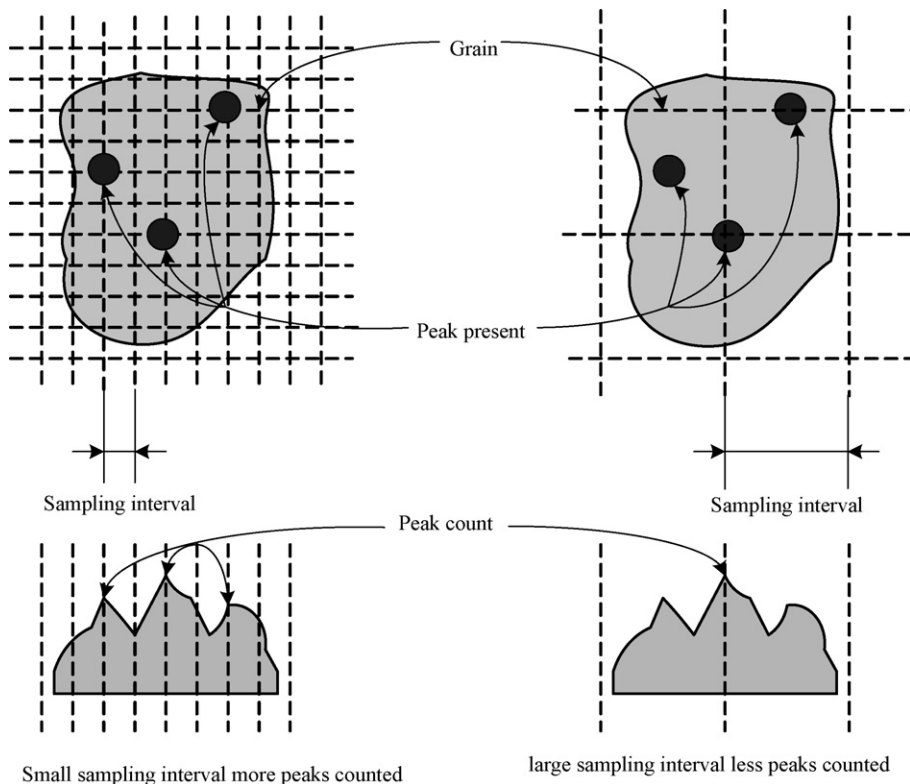 Grain
Peak present
Sampling interval
Sampling interval
Peak count
Small sampling interval more peaks counted
large sampling interval less peaks counted